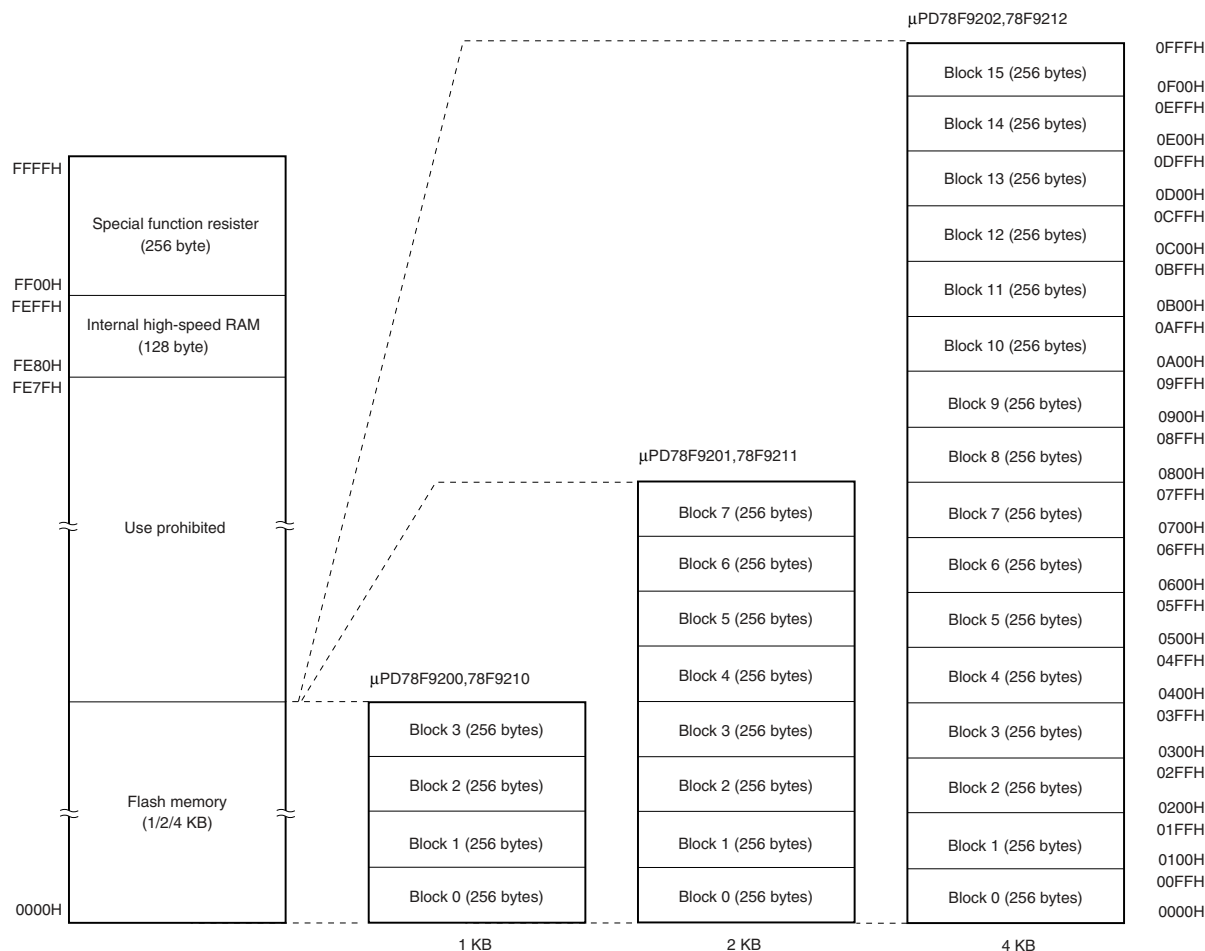 FFFFH
Special function resister
(256 byte)
FF00H
FEFFH
Internal high-speed RAM
(128 byte)
FE80H
FE7FH
Use prohibited
Flash memory
(1/2/4 KB)
0000H
µPD78F9200,78F9210
Block 3 (256 bytes)
Block 2 (256 bytes)
Block 1 (256 bytes)
Block 0 (256 bytes)
1 KB
µPD78F9201,78F9211
Block 7 (256 bytes)
Block 6 (256 bytes)
Block 5 (256 bytes)
Block 4 (256 bytes)
Block 3 (256 bytes)
Block 2 (256 bytes)
Block 1 (256 bytes)
Block 0 (256 bytes)
2 KB
µPD78F9202,78F9212
Block 15 (256 bytes)
Block 14 (256 bytes)
Block 13 (256 bytes)
Block 12 (256 bytes)
Block 11 (256 bytes)
Block 10 (256 bytes)
Block 9 (256 bytes)
Block 8 (256 bytes)
Block 7 (256 bytes)
Block 6 (256 bytes)
Block 5 (256 bytes)
Block 4 (256 bytes)
Block 3 (256 bytes)
Block 2 (256 bytes)
Block 1 (256 bytes)
Block 0 (256 bytes)
4 KB
0FFFH
0F00H
0EFFH
0E00H
0DFFH
0D00H
0CFFH
0C00H
0BFFH
0B00H
0AFFH
0A00H
09FFH
0900H
08FFH
0800H
07FFH
0700H
06FFH
0600H
05FFH
0500H
04FFH
0400H
03FFH
0300H
02FFH
0200H
01FFH
0100H
00FFH
0000H